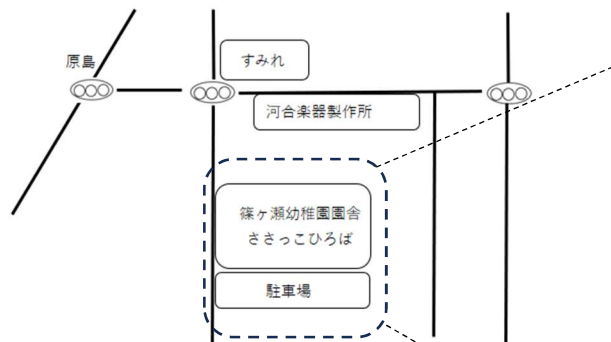 すみれ
原島
河合楽器製作所
篠ヶ瀬幼稚園園舎
ささっこひろば
駐車場